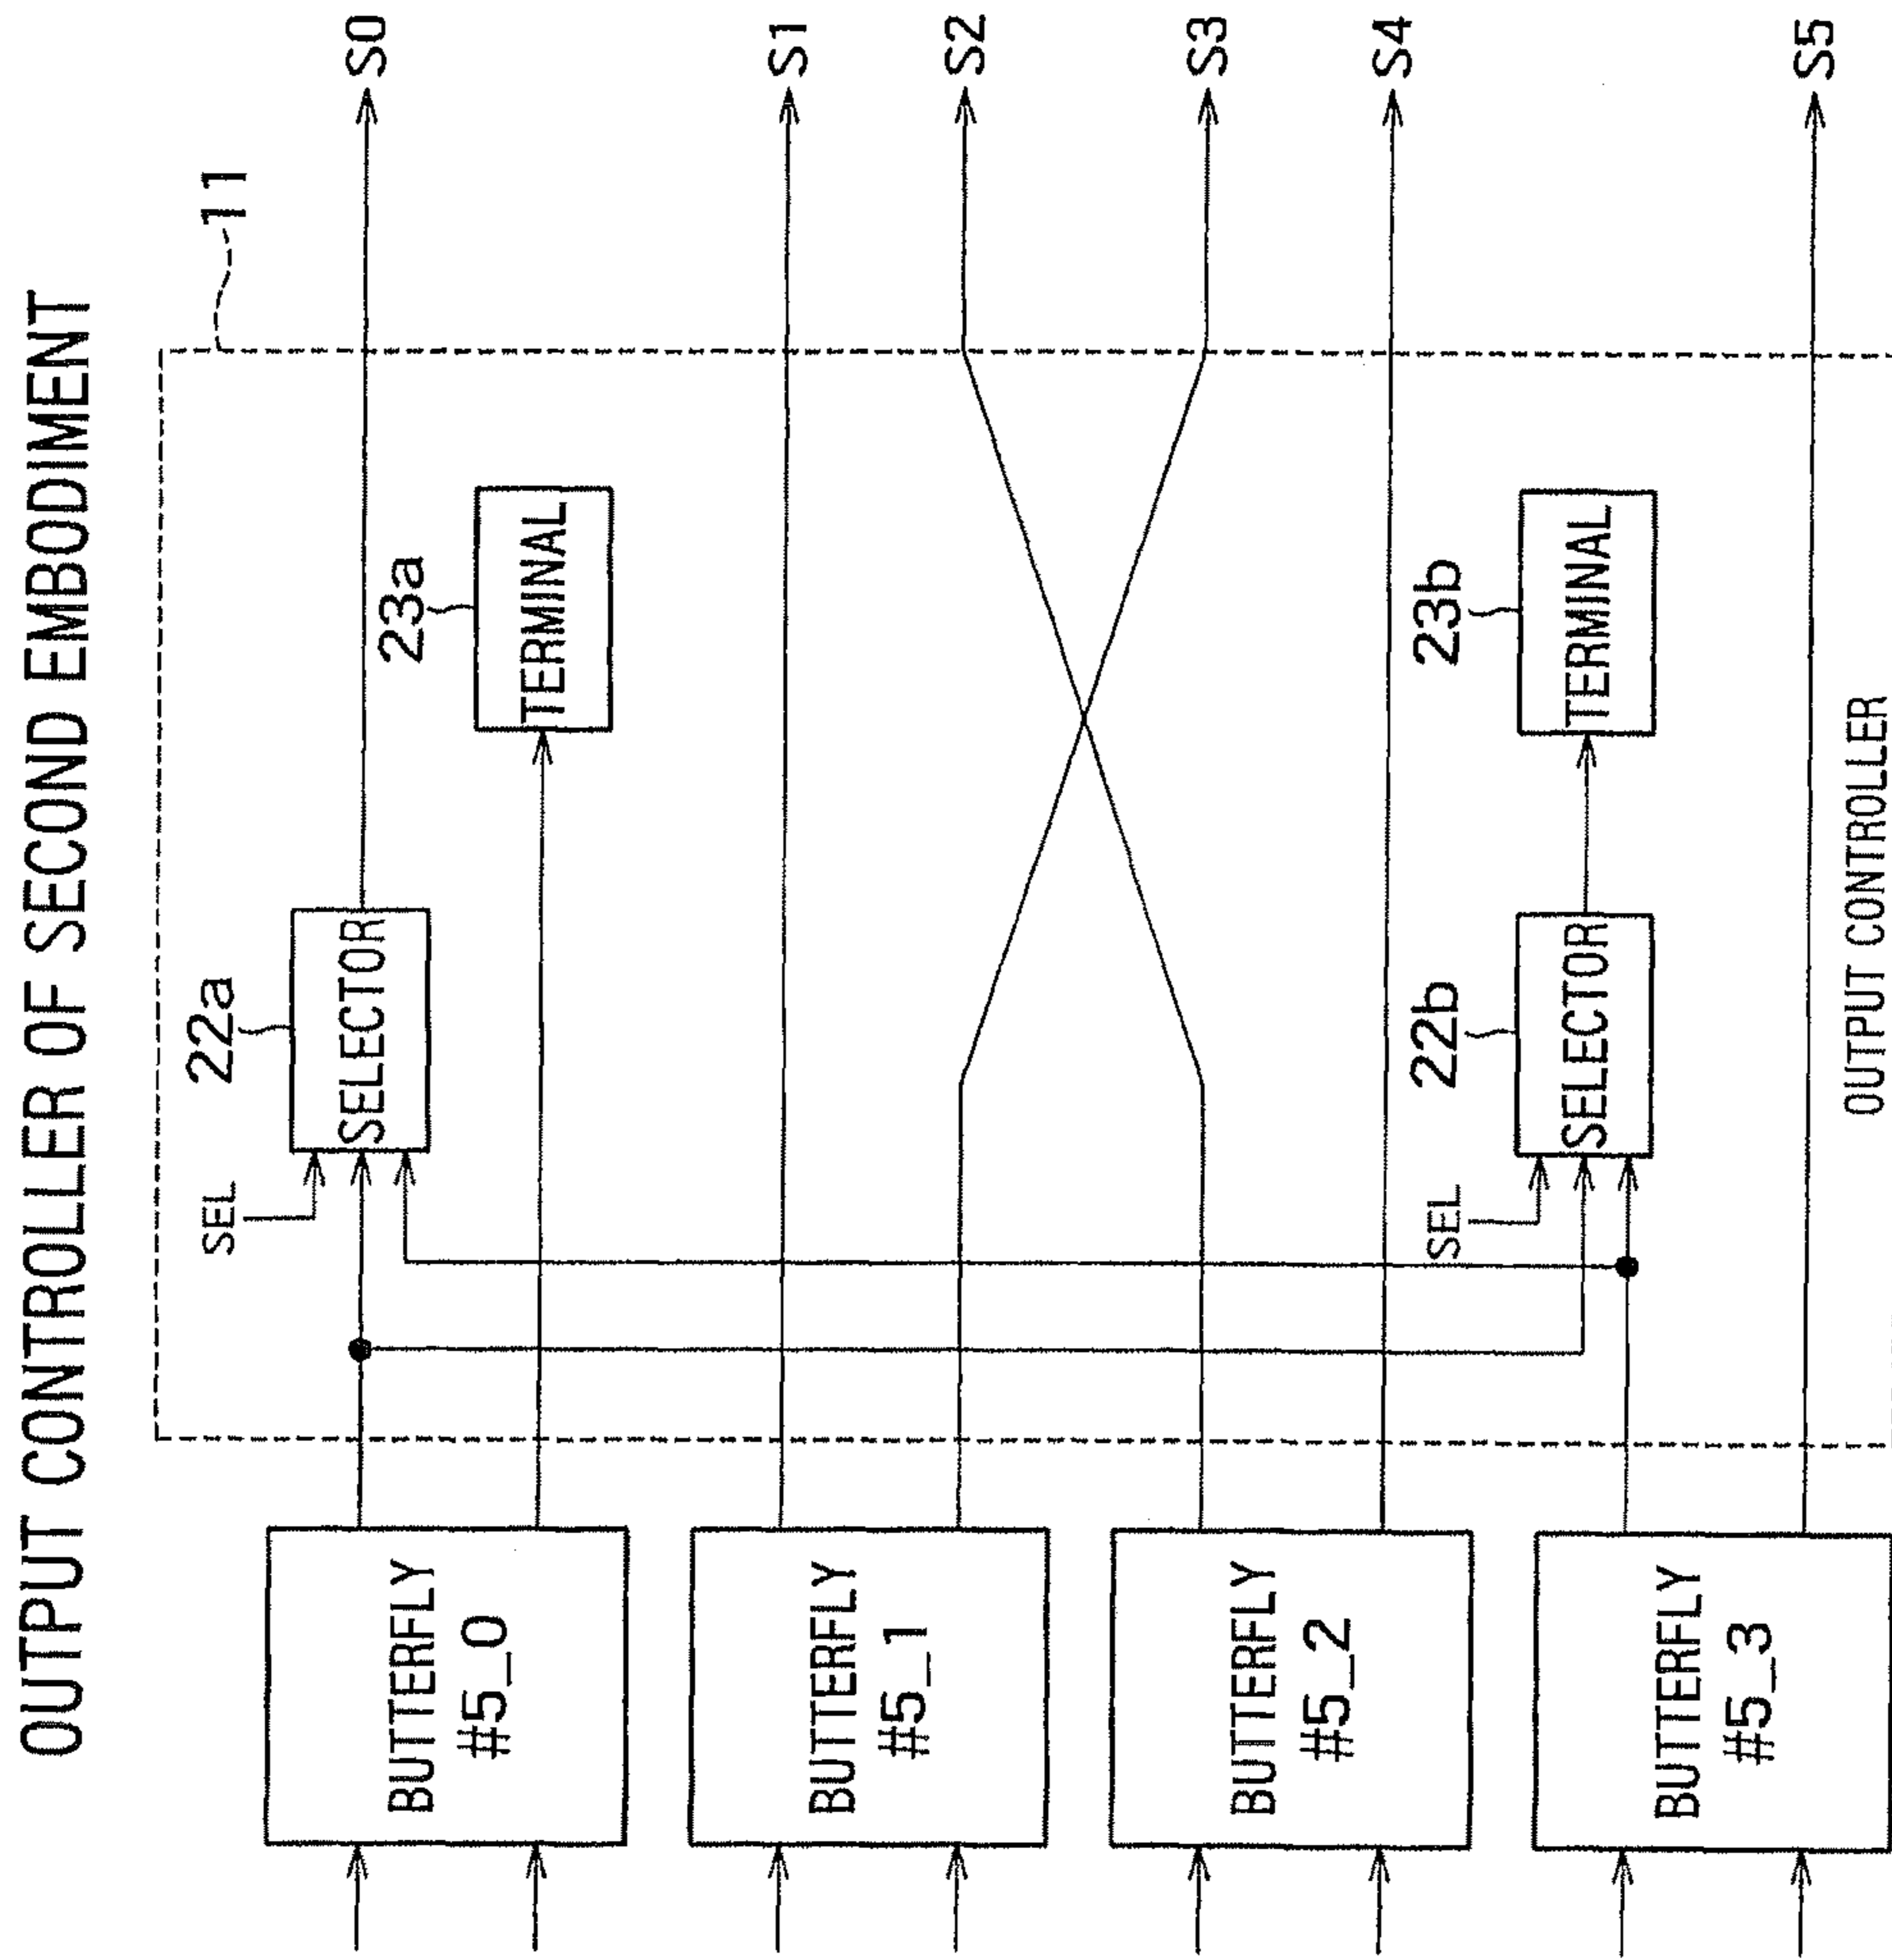 OUTPUT CONTROLLER OF SECOND EMBODIMENT
11
BUTTERFLY
#5_0
SEL
22a
SELECTOR
23a
TERMINAL
S0
BUTTERFLY
#5_1
S1
S2
BUTTERFLY
#5_2
S3
S4
BUTTERFLY
#5_3
SEL
22b
SELECTOR
23b
TERMINAL
S5
OUTPUT CONTROLLER